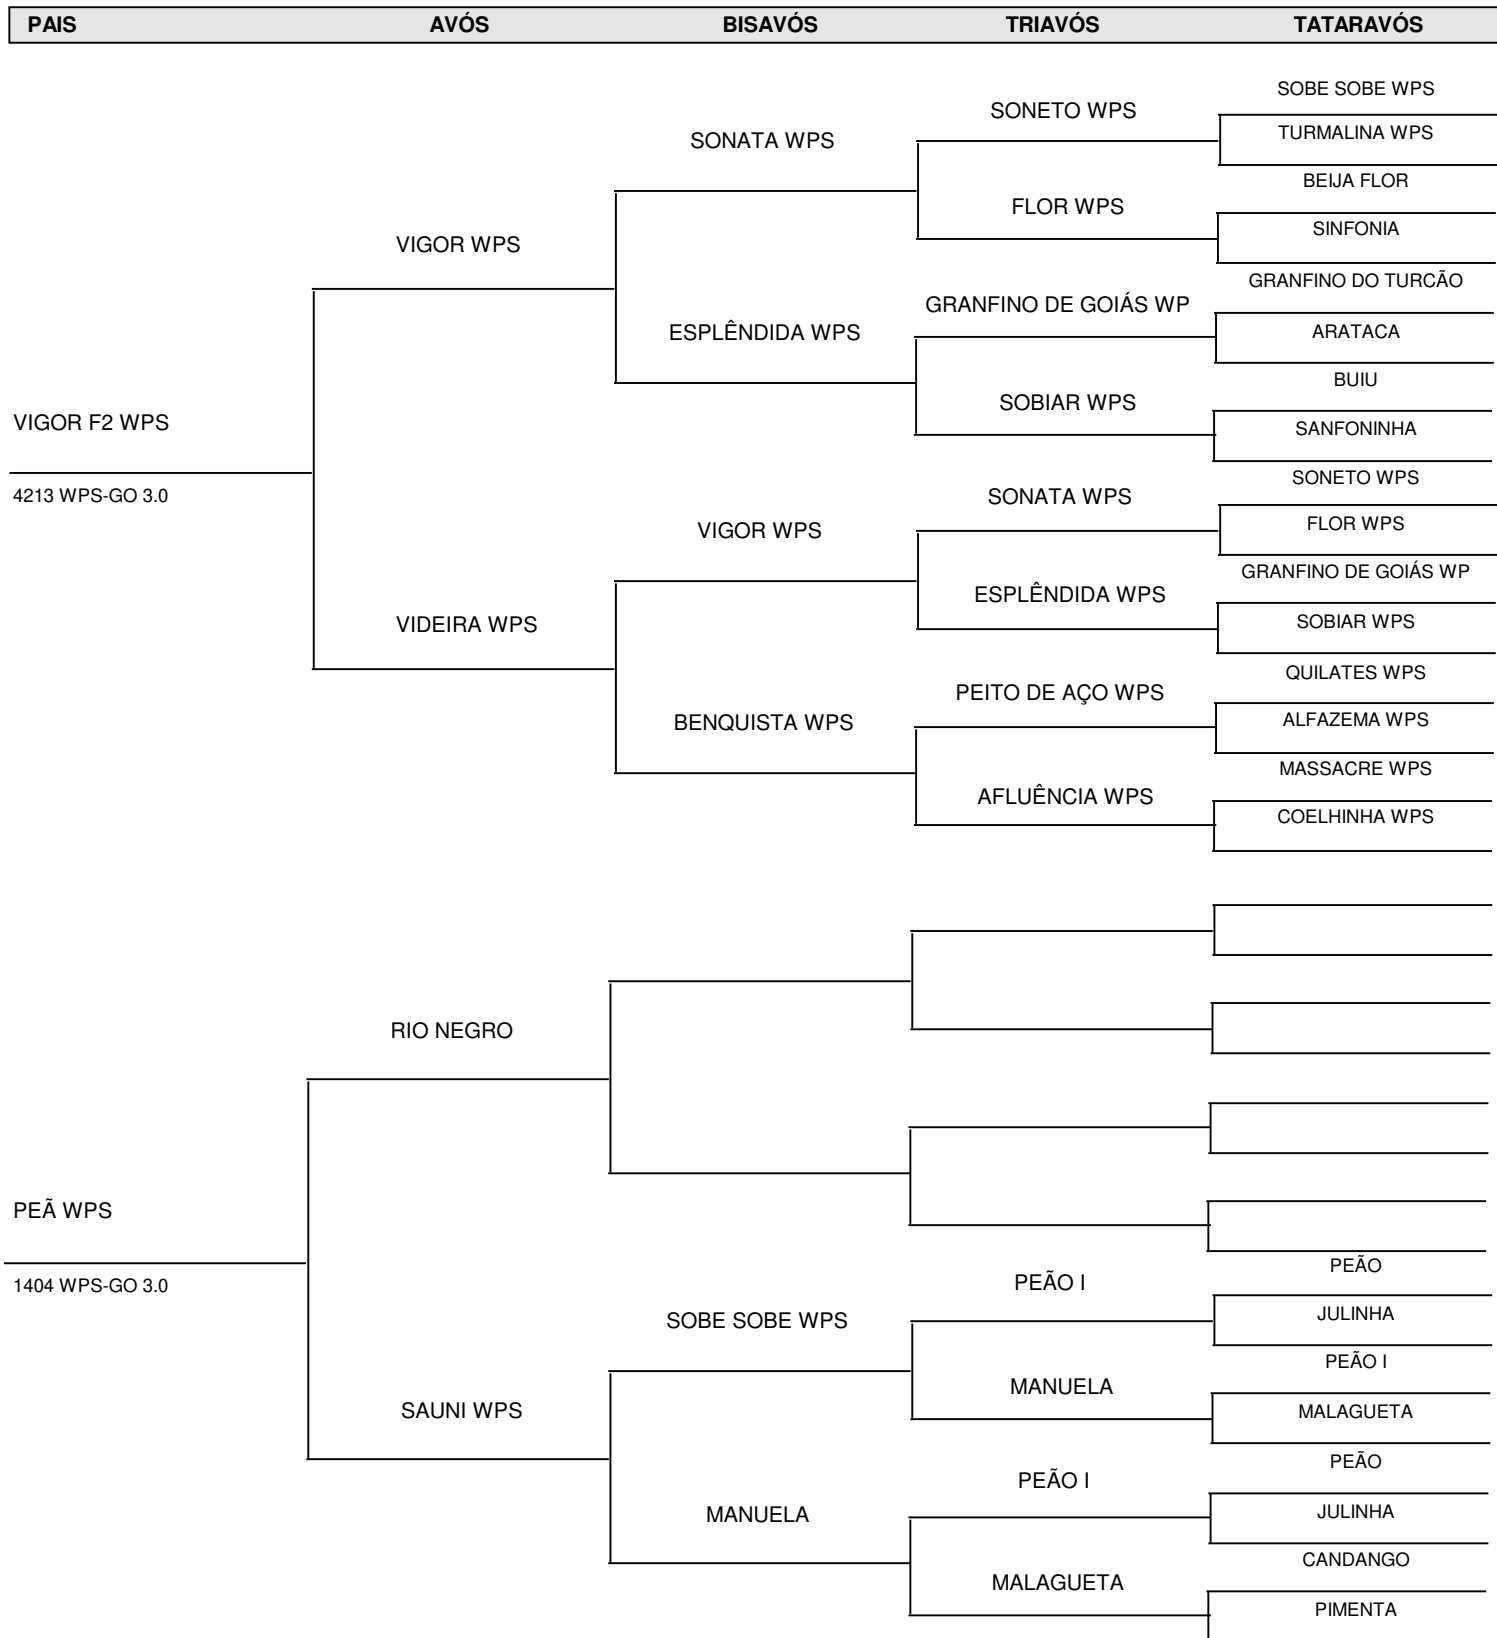 PAIS AVÓS BISAVÓS TRIAVÓS TATARAVÓS
SOBE SOBE WPS
SONETO WPS
TURMALINA WPS
SONATA WPS
BEIJA FLOR
FLOR WPS
SINFONIA
VIGOR WPS
GRANFINO DO TURCÃO
GRANFINO DE GOIÁS WP
ARATACA
ESPLÊNDIDA WPS
BUIU
SOBIAR WPS
VIGOR F2 WPS
SANFONINHA
SONETO WPS
4213 WPS-GO 3.0
SONATA WPS
FLOR WPS
VIGOR WPS
GRANFINO DE GOIÁS WP
ESPLÊNDIDA WPS
SOBIAR WPS
VIDEIRA WPS
QUILATES WPS
PEITO DE AÇO WPS
ALFAZEMA WPS
BENQUISTA WPS
MASSACRE WPS
AFLUÊNCIA WPS
COELHINHA WPS
RIO NEGRO
PEÃ WPS
PEÃO
1404 WPS-GO 3.0
PEÃO I
JULINHA
SOBE SOBE WPS
PEÃO I
MANUELA
SAUNI WPS
MALAGUETA
PEÃO
PEÃO I
JULINHA
MANUELA
CANDANGO
MALAGUETA
PIMENTA